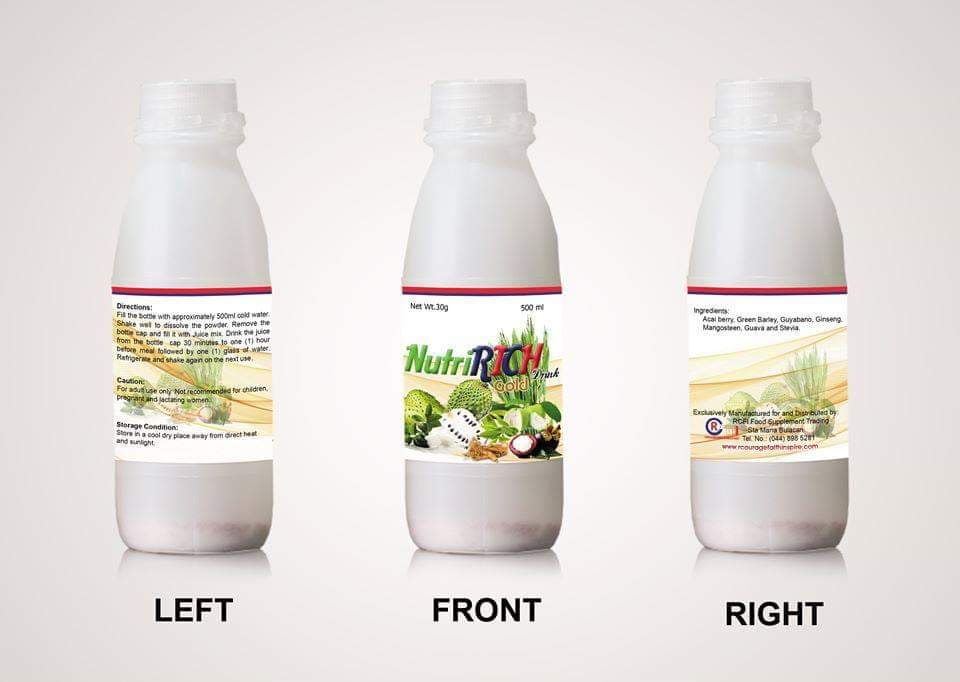 Directions:
Fill the bottle with approximately 500ml cold water.
Shake well to dissolve the powder. Remove the
bottle cap and fill it with Juice mix. Drink the juice
from the bottle cap 30 minutes to one (1) hour
before meal followed by one (1) glass of water.
Refrigerate and shake again on the next use.
Caution:
For adult use only. Not recommended for children,
pregnant and lactating women.
Storage Condition:
Store in a cool dry place away from direct heat
and sunlight.
LEFT
Net Wt.30g 500 ml
NutriRICH
Drink
Gold
FRONT
Ingredients:
Acai berry, Green Barley, Guyabano, Ginseng,
Mangosteen, Guava and Stevia.
Exclusively Manufactured for and Distributed by:
RCFI Food Supplement Trading
Sta Maria Bulacan
Tel. No.: (044) 898 5281
www.rcouragefaithinspire.com
RIGHT